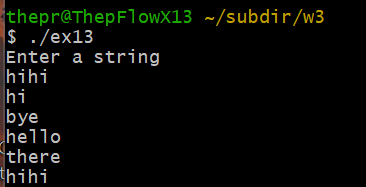 thepr@ThepFlowX13 ~/subdir/w3
$ ./ex13
Enter a string
hihi
hi
bye
hello
there
hihi